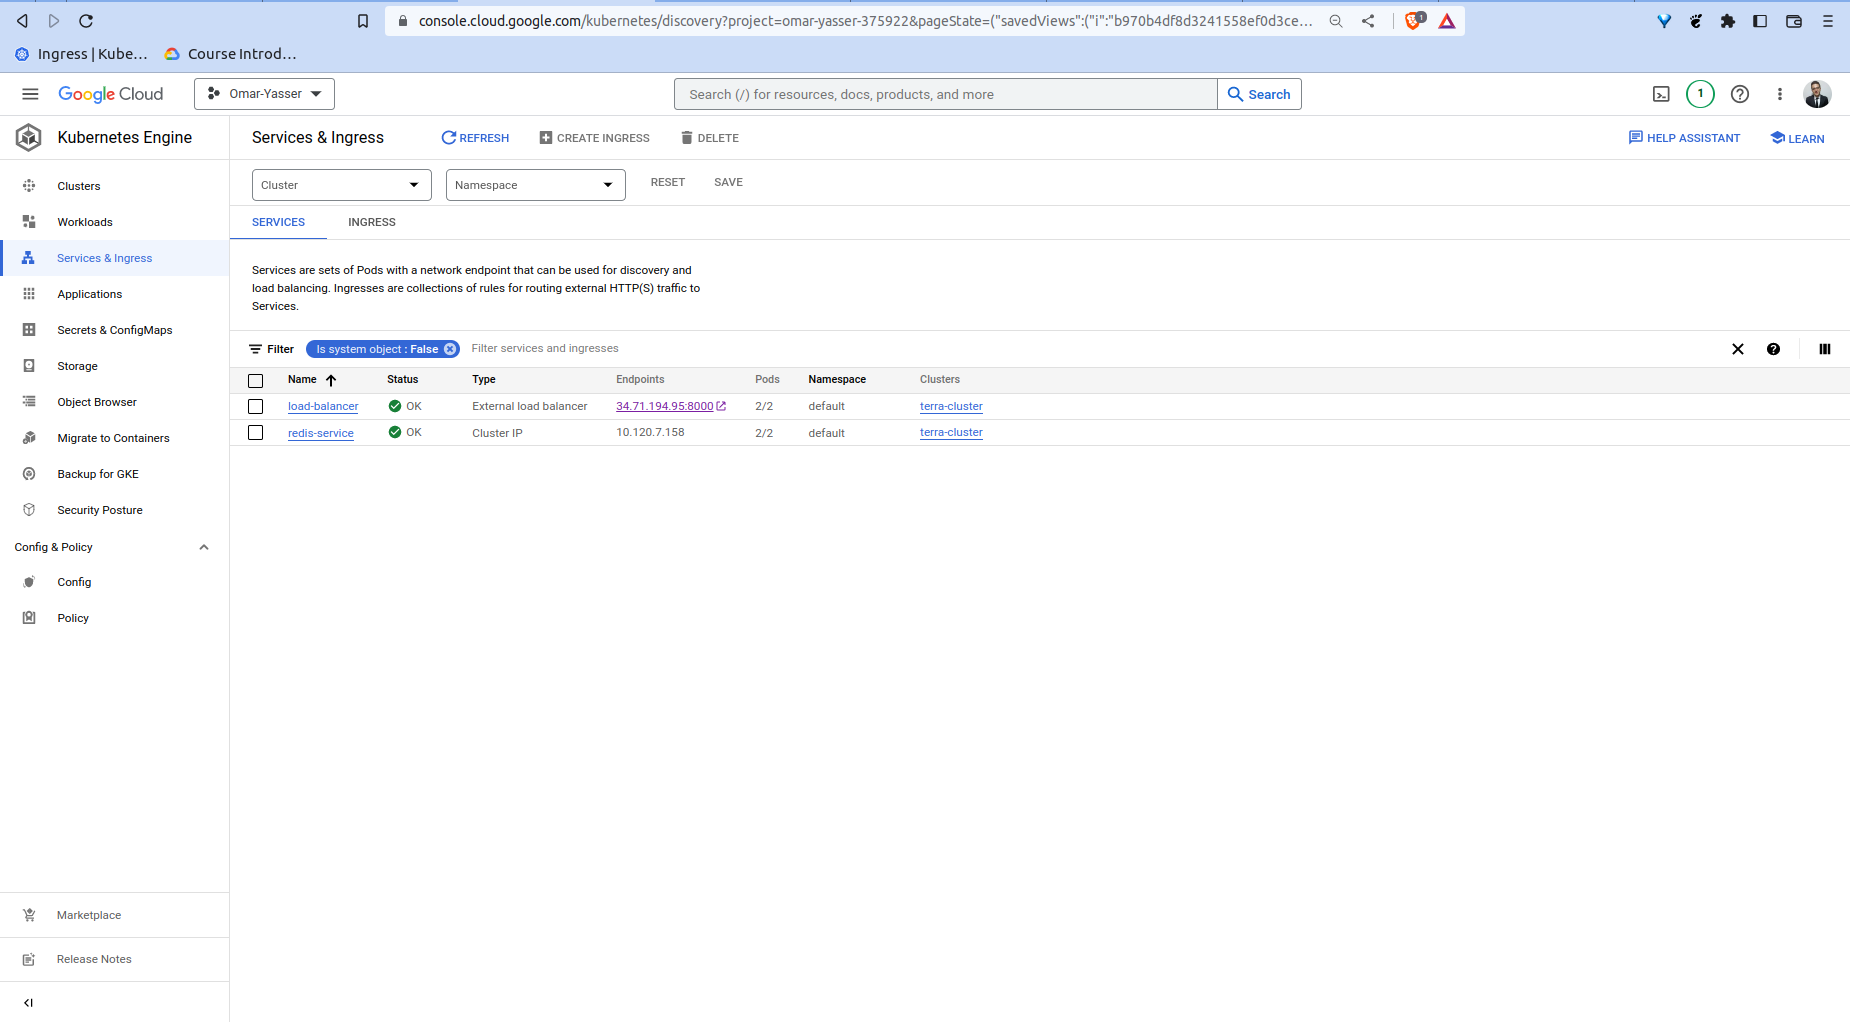 console.cloud.google.com/kubernetes/discovery?project=omar-yasser-375922&pageState=("savedViews":("i":"b970b4df8d3241558ef0d3ce...
1
Ingress | Kube...
Course Introd...
Google Cloud
Omar-Yasser
Search (/) for resources, docs, products, and more
Search
1
Kubernetes Engine
Services & Ingress
REFRESH
CREATE INGRESS
DELETE
HELP ASSISTANT
LEARN
Clusters
Workloads
Services & Ingress
Applications
Secrets & ConfigMaps
Storage
Object Browser
Migrate to Containers
Backup for GKE
Security Posture
Config & Policy
Config
Policy
Marketplace
Release Notes
Cluster
Namespace
RESET
SAVE
SERVICES
INGRESS
Services are sets of Pods with a network endpoint that can be used for discovery and
load balancing. Ingresses are collections of rules for routing external HTTP(S) traffic to
Services.
Filter
Is system object : False
Filter services and ingresses
Name Status Type Endpoints Pods Namespace Clusters
load-balancer OK External load balancer 34.71.194.95:8000 2/2 default terra-cluster
redis-service OK Cluster IP 10.120.7.158 2/2 default terra-cluster